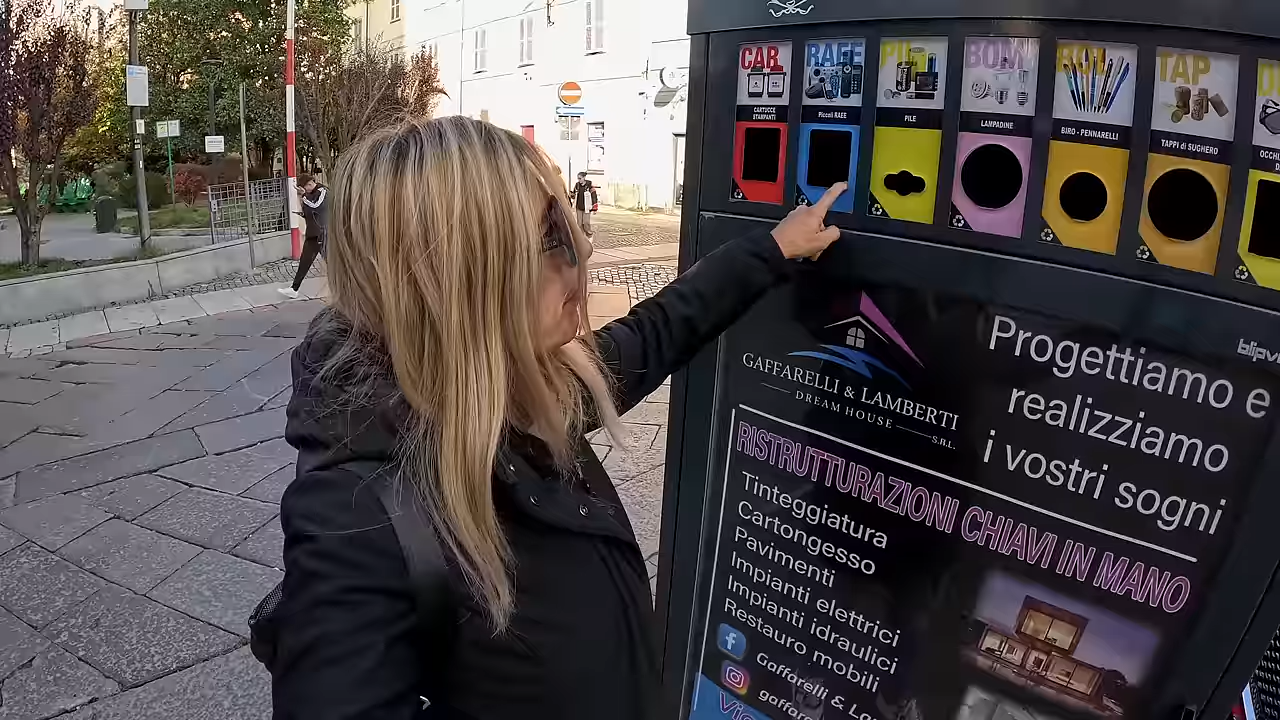 CAR
CARTUCCE
STAMPANTI
RAEE
Piccoli RAEE
PILE
PILE
BOM
LAMPADINE
ROL
BIRO - PENNARELLI
TAP
TAPPI di SUGHERO
GAFFARELLI & LAMBERTI
DREAM HOUSE
S.R.L.
Progettiamo e
realizziamo
i vostri sogni
RISTRUTTURAZIONI CHIAVI IN MANO
Tinteggiatura
Cartongesso
Pavimenti
Impianti elettrici
Impianti idraulici
Restauro mobili
Gaffarelli & La
gaffar